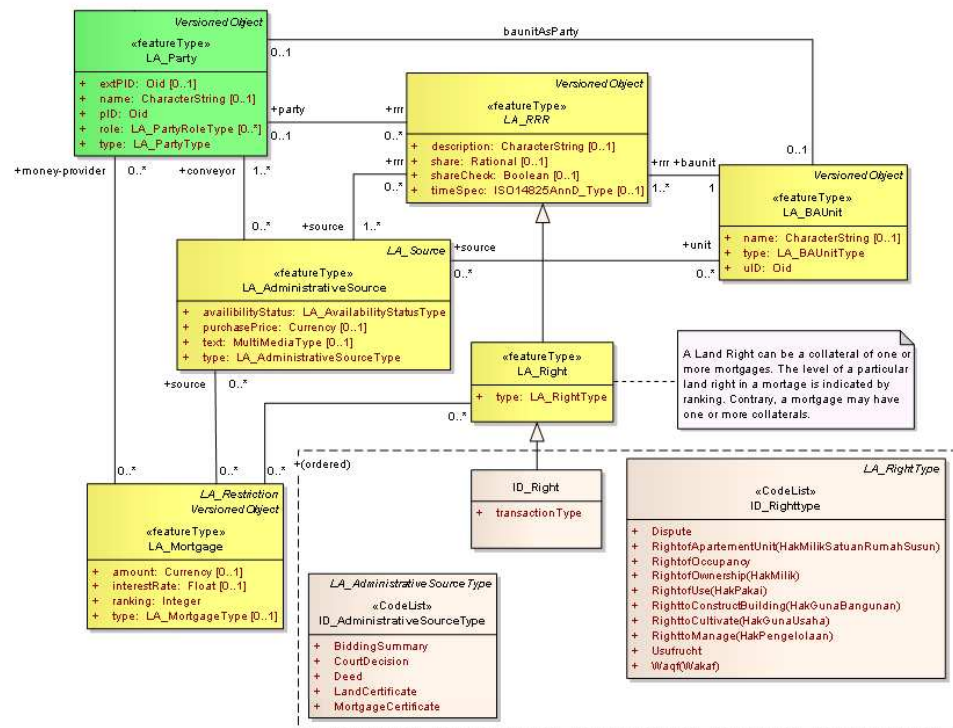 Versionned Object
«featureType»
LA_Party
+ extPID: Oid [0..1]
+ name: CharacterString [0..1]
+ pID: Oid
+ role: LA_PartyRoleType [0..*]
+ type: LA_PartyType
baunitAsParty
0..1
0..1
+party
0..1
+rrr
0..*
Versionned Object
«featureType»
LA_RRR
+ description: CharacterString [0..1]
+ share: Rational [0..1]
+ shareCheck: Boolean [0..1]
+ timeSpec: ISO14825AnnD_Type [0..1]
+rrr
0..*
+rrr +baunit
1..* 1
+money-provider 0..*
+conveyor 1..*
0..*
+source 1..*
Versionned Object
«featureType»
LA_BAUnit
+ name: CharacterString [0..1]
+ type: LA_BAUnitType
+ uID: Oid
+source
0..*
+unit
0..*
LA_Source
«featureType»
LA_AdministrativeSource
+ availibilityStatus: LA_AvailabilityStatusType
+ purchasePrice: Currency [0..1]
+ text: MultiMediaType [0..1]
+ type: LA_AdministrativeSourceType
+source 0..*
«featureType»
LA_Right
+ type: LA_RightType
A Land Right can be a collateral of one or
more mortgages. The level of a particular
land right in a mortage is indicated by
ranking. Contrary, a mortgage may have
one or more collaterals.
0..*
0..*
0..*
0..*
+(ordered)
LA_Restriction
Versionned Object
«featureType»
LA_Mortgage
+ amount: Currency [0..1]
+ interestRate: Float [0..1]
+ ranking: Integer
+ type: LA_MortgageType [0..1]
ID_Right
+ transactionType
LA_AdministrativeSourceType
«CodeList»
ID_AdministrativeSourceType
+ BiddingSummary
+ CourtDecision
+ Deed
+ LandCertificate
+ MortgageCertificate
LA_RightType
«CodeList»
ID_Righttype
+ Dispute
+ RightofApartementUnit(HakMilikSatuanRumahSusun)
+ RightofOccupancy
+ RightofOwnership(HakMilik)
+ RightofUse(HakPakai)
+ RighttoConstructBuilding(HakGunaBangunan)
+ RighttoCultivate(HakGunaUsaha)
+ RighttoManage(HakPengelolaan)
+ Usufrucht
+ Waqf(Wakaf)